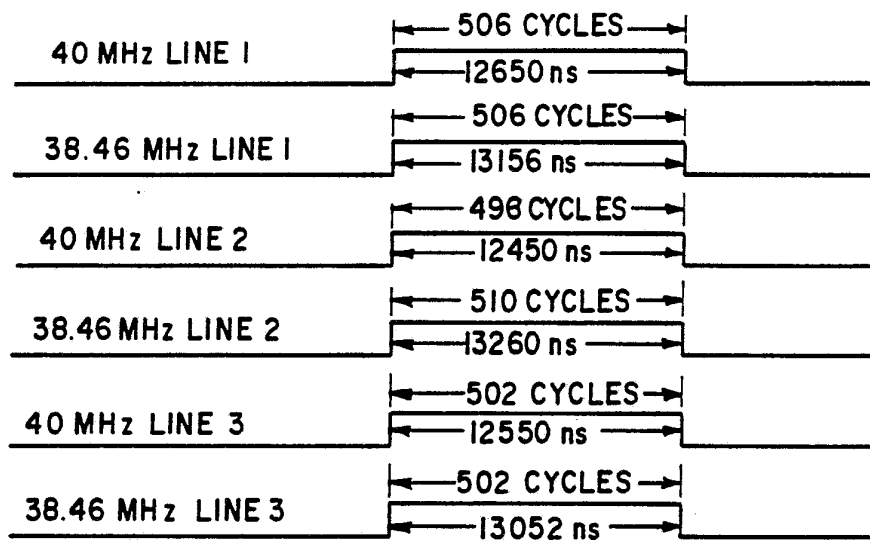 506 CYCLES
40 MHz LINE 1
12650 ns
506 CYCLES
38.46 MHz LINE 1
13156 ns
496 CYCLES
40 MHz LINE 2
12450 ns
510 CYCLES
38.46 MHz LINE 2
13260 ns
502 CYCLES
40 MHz LINE 3
12550 ns
502 CYCLES
38.46 MHz LINE 3
13052 ns